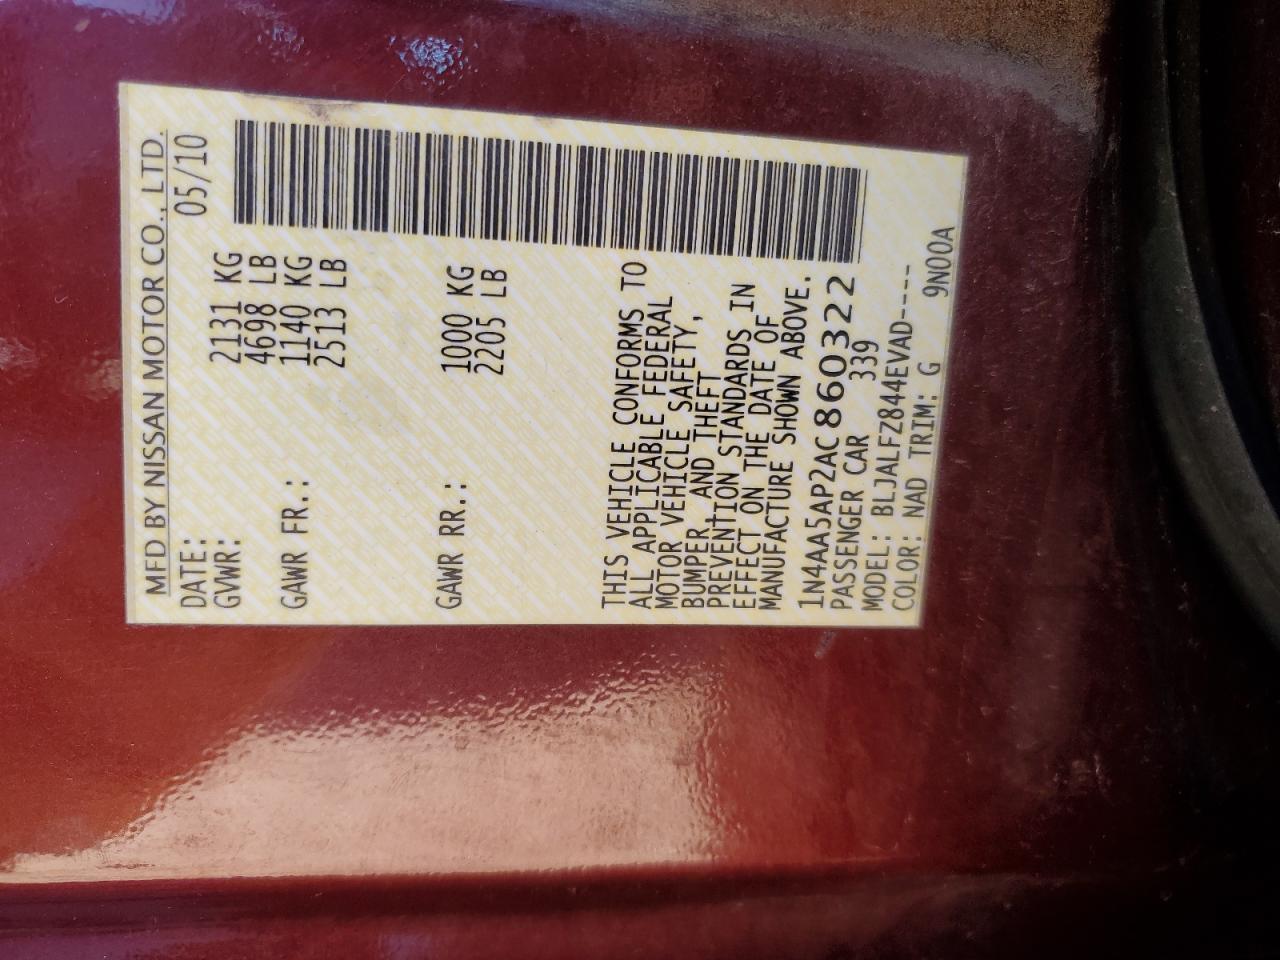 MFD BY NISSAN MOTOR CO., LTD.
DATE: 05/10
GVWR: 2131 KG
4698 LB
GAWR FR.: 1140 KG
2513 LB
GAWR RR.: 1000 KG
2205 LB
THIS VEHICLE CONFORMS TO
ALL APPLICABLE FEDERAL
MOTOR VEHICLE SAFETY,
BUMPER, AND THEFT
PREVENTION STANDARDS IN
EFFECT ON THE DATE OF
MANUFACTURE SHOWN ABOVE.
1N4AA5AP2AC860322
PASSENGER CAR 339
MODEL: BLJALFZ844EVAD----
COLOR: NAD TRIM: G 9N00A